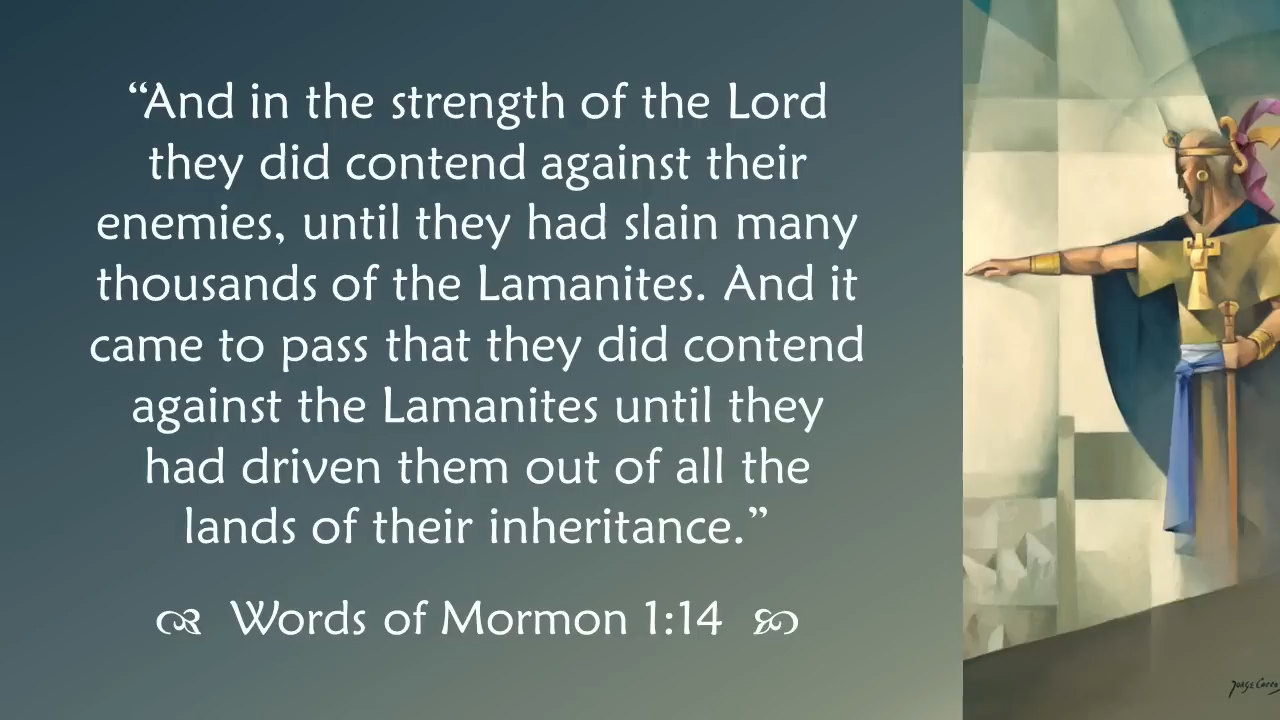 “And in the strength of the Lord
they did contend against their
enemies, until they had slain many
thousands of the Lamanites. And it
came to pass that they did contend
against the Lamanites until they
had driven them out of all the
lands of their inheritance.”
Words of Mormon 1:14